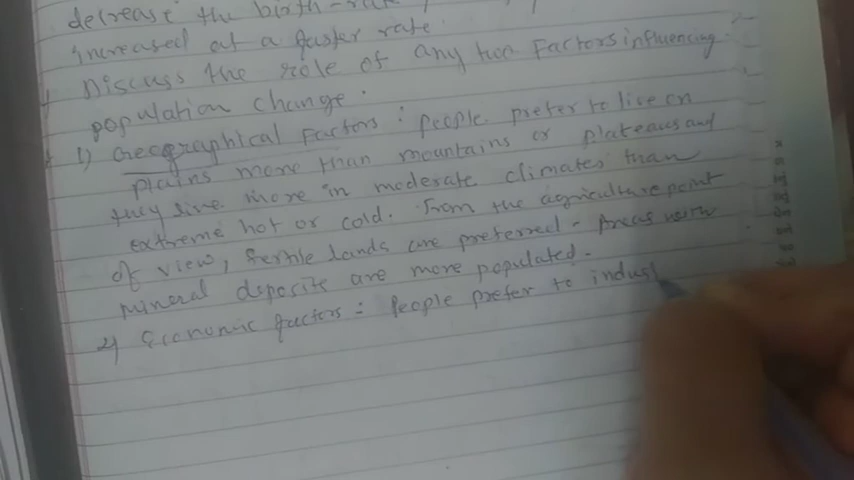 decrease the birth-rate,
increased at a faster rate.
Discuss the role of any two Factors influencing
population change.
1) Geographical Factors : people prefer to live on
plains more than mountains or plateaus and
they live more in moderate climates than
extreme hot or cold. From the agriculture point
of view, fertile lands are preferred - Areas with
mineral deposits are more populated.
2) Economic factors : People prefer to indust